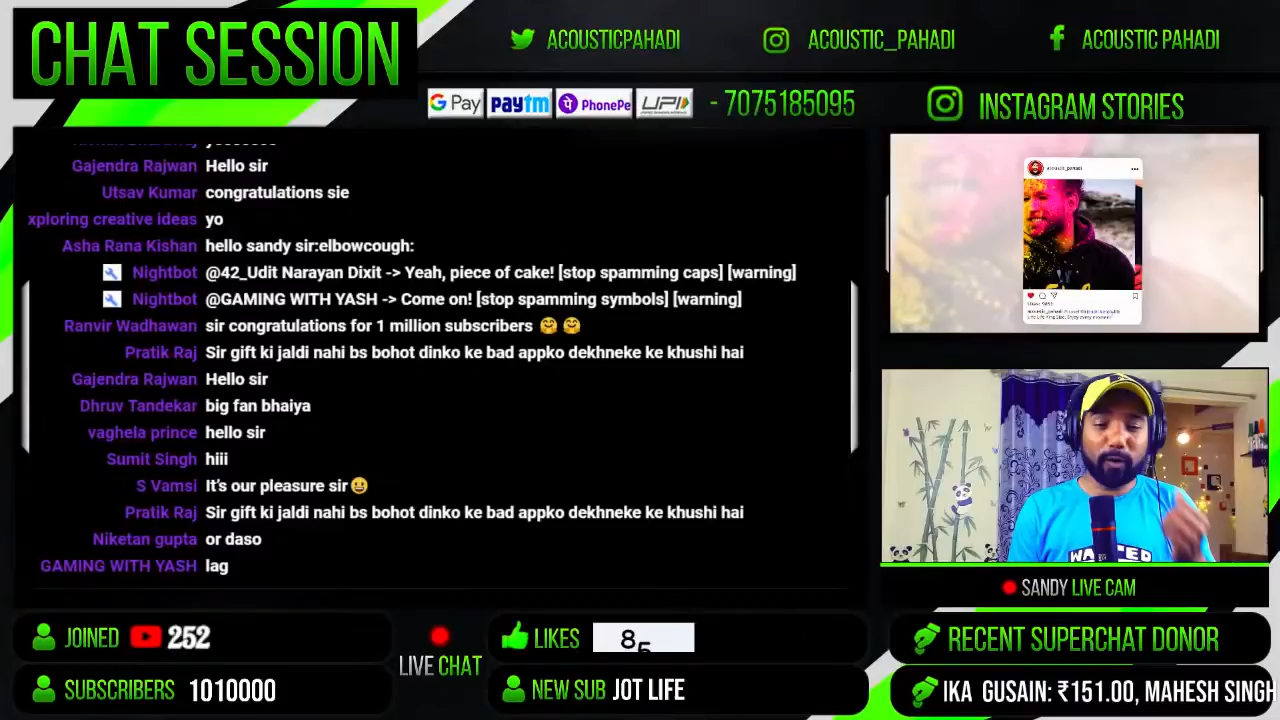 CHAT SESSION
ACOUSTICPAHADI
ACOUSTIC_PAHADI
ACOUSTIC PAHADI
G Pay paytm PhonePe UPI - 7075185095
INSTAGRAM STORIES
Gajendra Rajwan Hello sir
Utsav Kumar congratulations sie
xploring creative ideas yo
Asha Rana Kishan hello sandy sir:elbowcough:
Nightbot @42_Udit Narayan Dixit -> Yeah, piece of cake! [stop spamming caps] [warning]
Nightbot @GAMING WITH YASH -> Come on! [stop spamming symbols] [warning]
Ranvir Wadhawan sir congratulations for 1 million subscribers 🤗 🤗
Pratik Raj Sir gift ki jaldi nahi bs bohot dinko ke bad appko dekhneke ke khushi hai
Gajendra Rajwan Hello sir
Dhruv Tandekar big fan bhaiya
vaghela prince hello sir
Sumit Singh hiii
S Vamsi It's our pleasure sir😀
Pratik Raj Sir gift ki jaldi nahi bs bohot dinko ke bad appko dekhneke ke khushi hai
Niketan gupta or daso
GAMING WITH YASH lag
acoustic_pahadi
WANTED
SANDY LIVE CAM
JOINED 252
LIVE CHAT
LIKES 8
RECENT SUPERCHAT DONOR
SUBSCRIBERS 1010000
NEW SUB JOT LIFE
IKA GUSAIN: ₹151.00, MAHESH SINGH